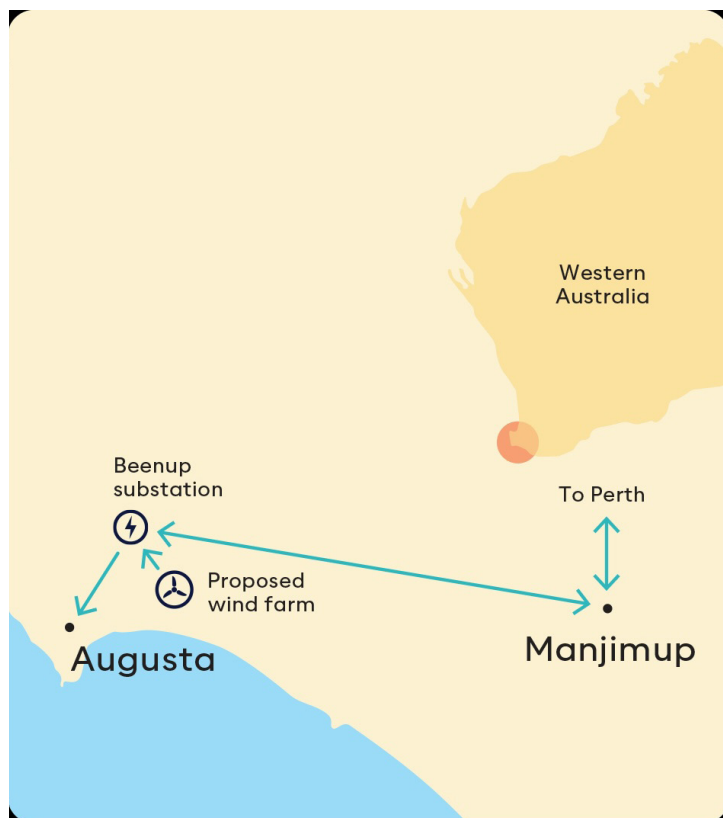 Western
Australia
Beenup
substation
To Perth
Proposed
wind farm
Augusta
Manjimup